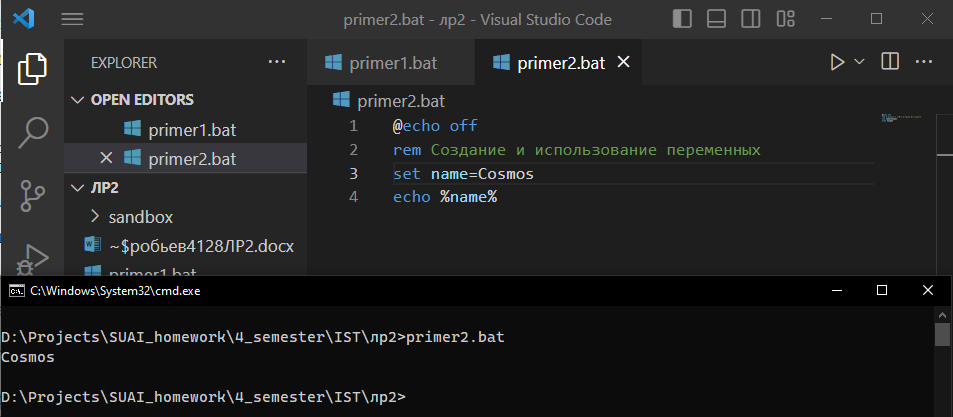 primer2.bat - лр2 - Visual Studio Code
EXPLORER
primer1.bat
primer2.bat
OPEN EDITORS
primer1.bat
primer2.bat
ЛР2
sandbox
~$робьев4128ЛР2.docx
primer1.bat
primer2.bat
1 @echo off
2 rem Создание и использование переменных
3 set name=Cosmos
4 echo %name%
C:\Windows\System32\cmd.exe
D:\Projects\SUAI_homework\4_semester\IST\лр2>primer2.bat
Cosmos
D:\Projects\SUAI_homework\4_semester\IST\лр2>